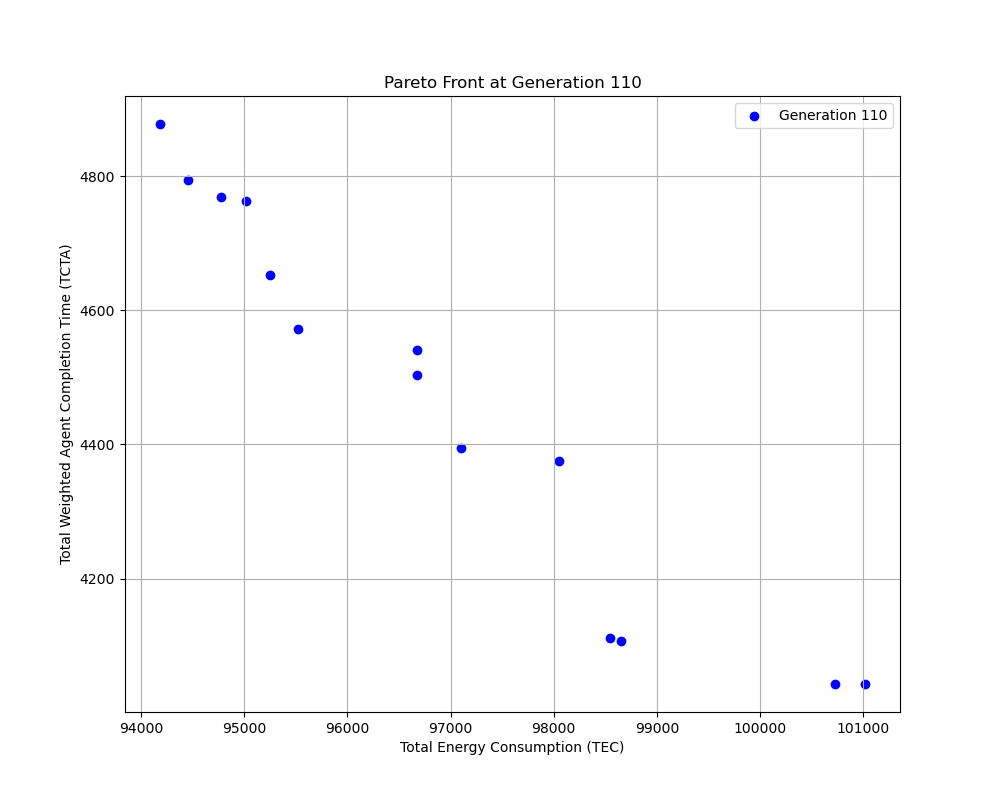 Pareto Front at Generation 110
Generation 110
Total Weighted Agent Completion Time (TCTA)
4800
4600
4400
4200
94000 95000 96000 97000 98000 99000 100000 101000
Total Energy Consumption (TEC)